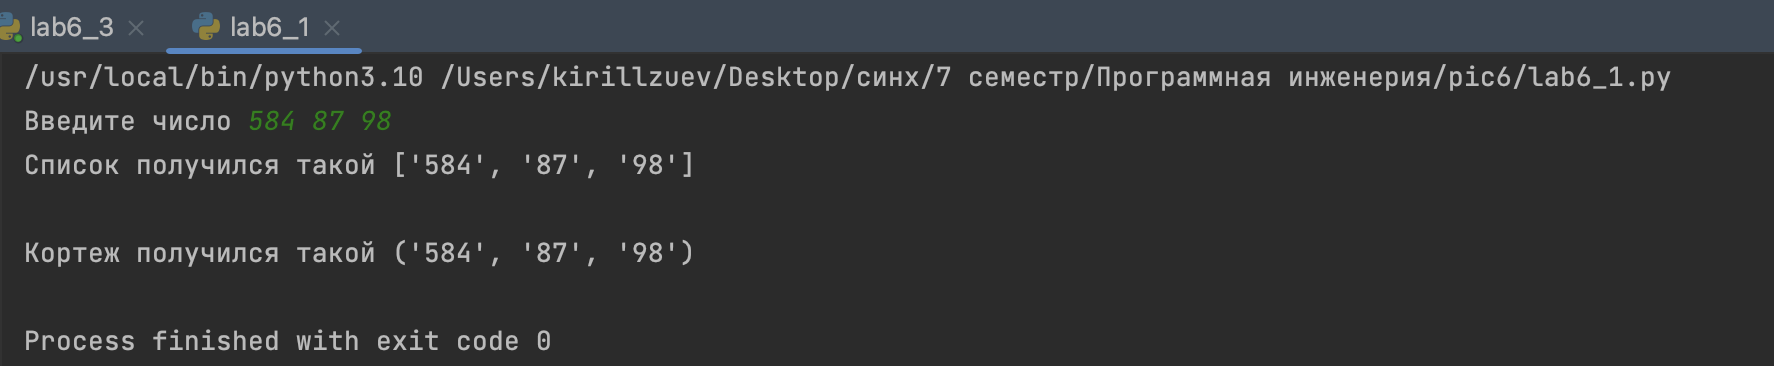 lab6_3 lab6_1
/usr/local/bin/python3.10 /Users/kirillzuev/Desktop/синх/7 семестр/Программная инженерия/pic6/lab6_1.py
Введите число 584 87 98
Список получился такой ['584', '87', '98']
Кортеж получился такой ('584', '87', '98')
Process finished with exit code 0